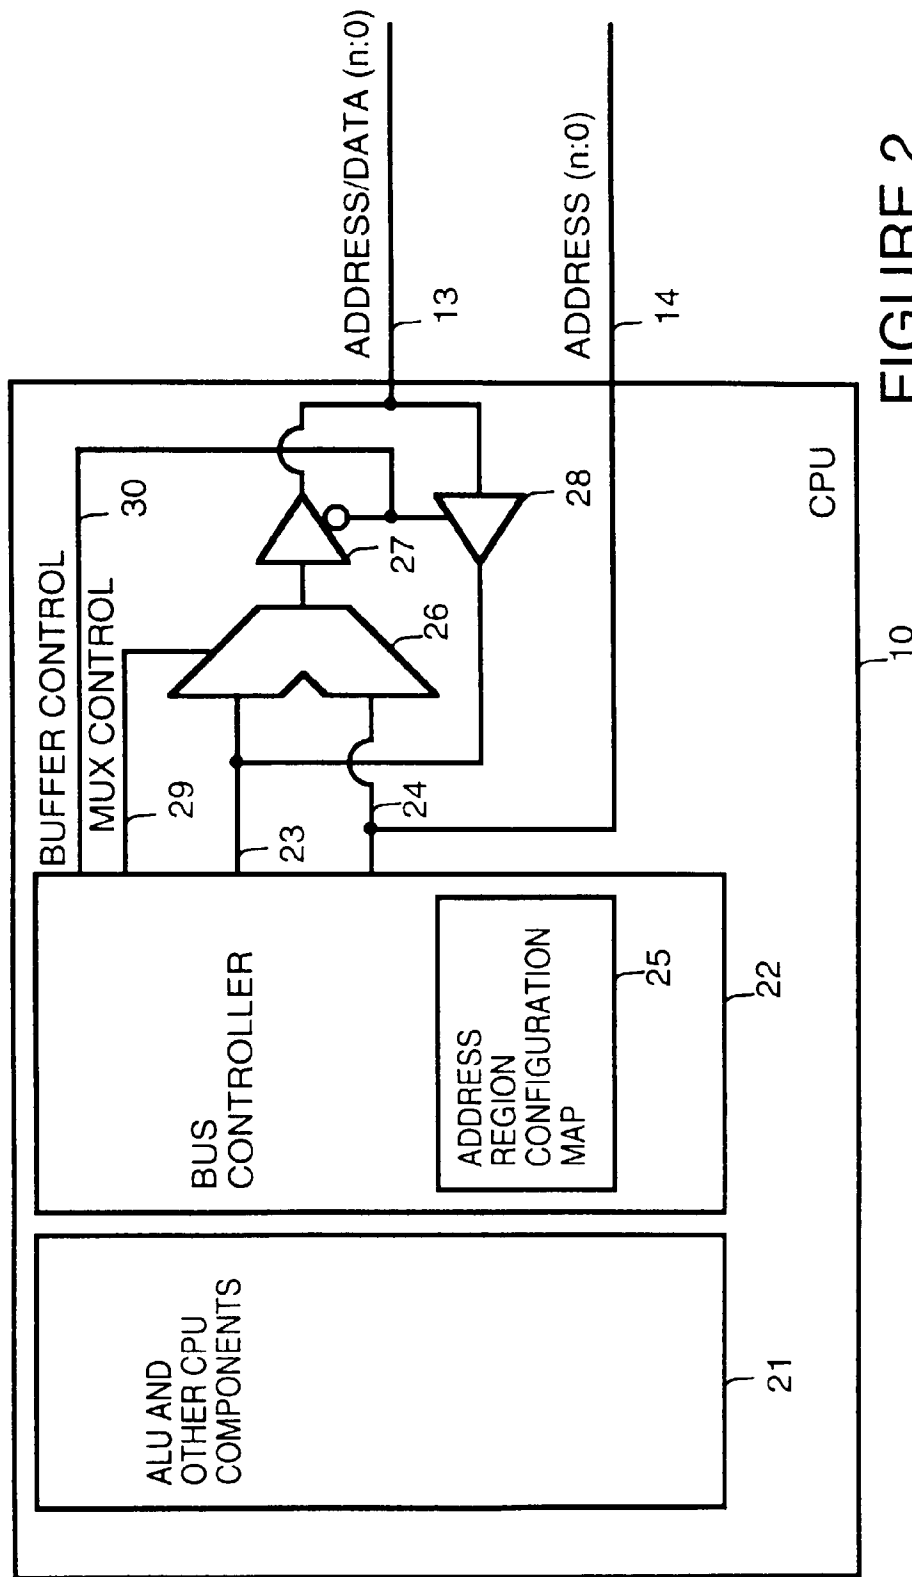 BUFFER CONTROL
30
MUX CONTROL
29
ADDRESS/DATA (n:0)
13
ADDRESS (n:0)
14
23
24
26
27
28
BUS
CONTROLLER
ADDRESS
REGION
CONFIGURATION
MAP
25
22
ALU AND
OTHER CPU
COMPONENTS
21
CPU
10
FIGURE 2